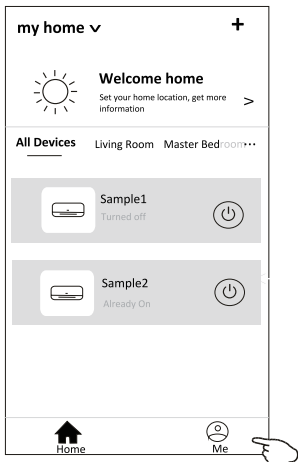 my home
Welcome home
Set your home location, get more
information
All Devices Living Room Master Bedroom...
Sample1
Turned off
Sample2
Already On
Home Me